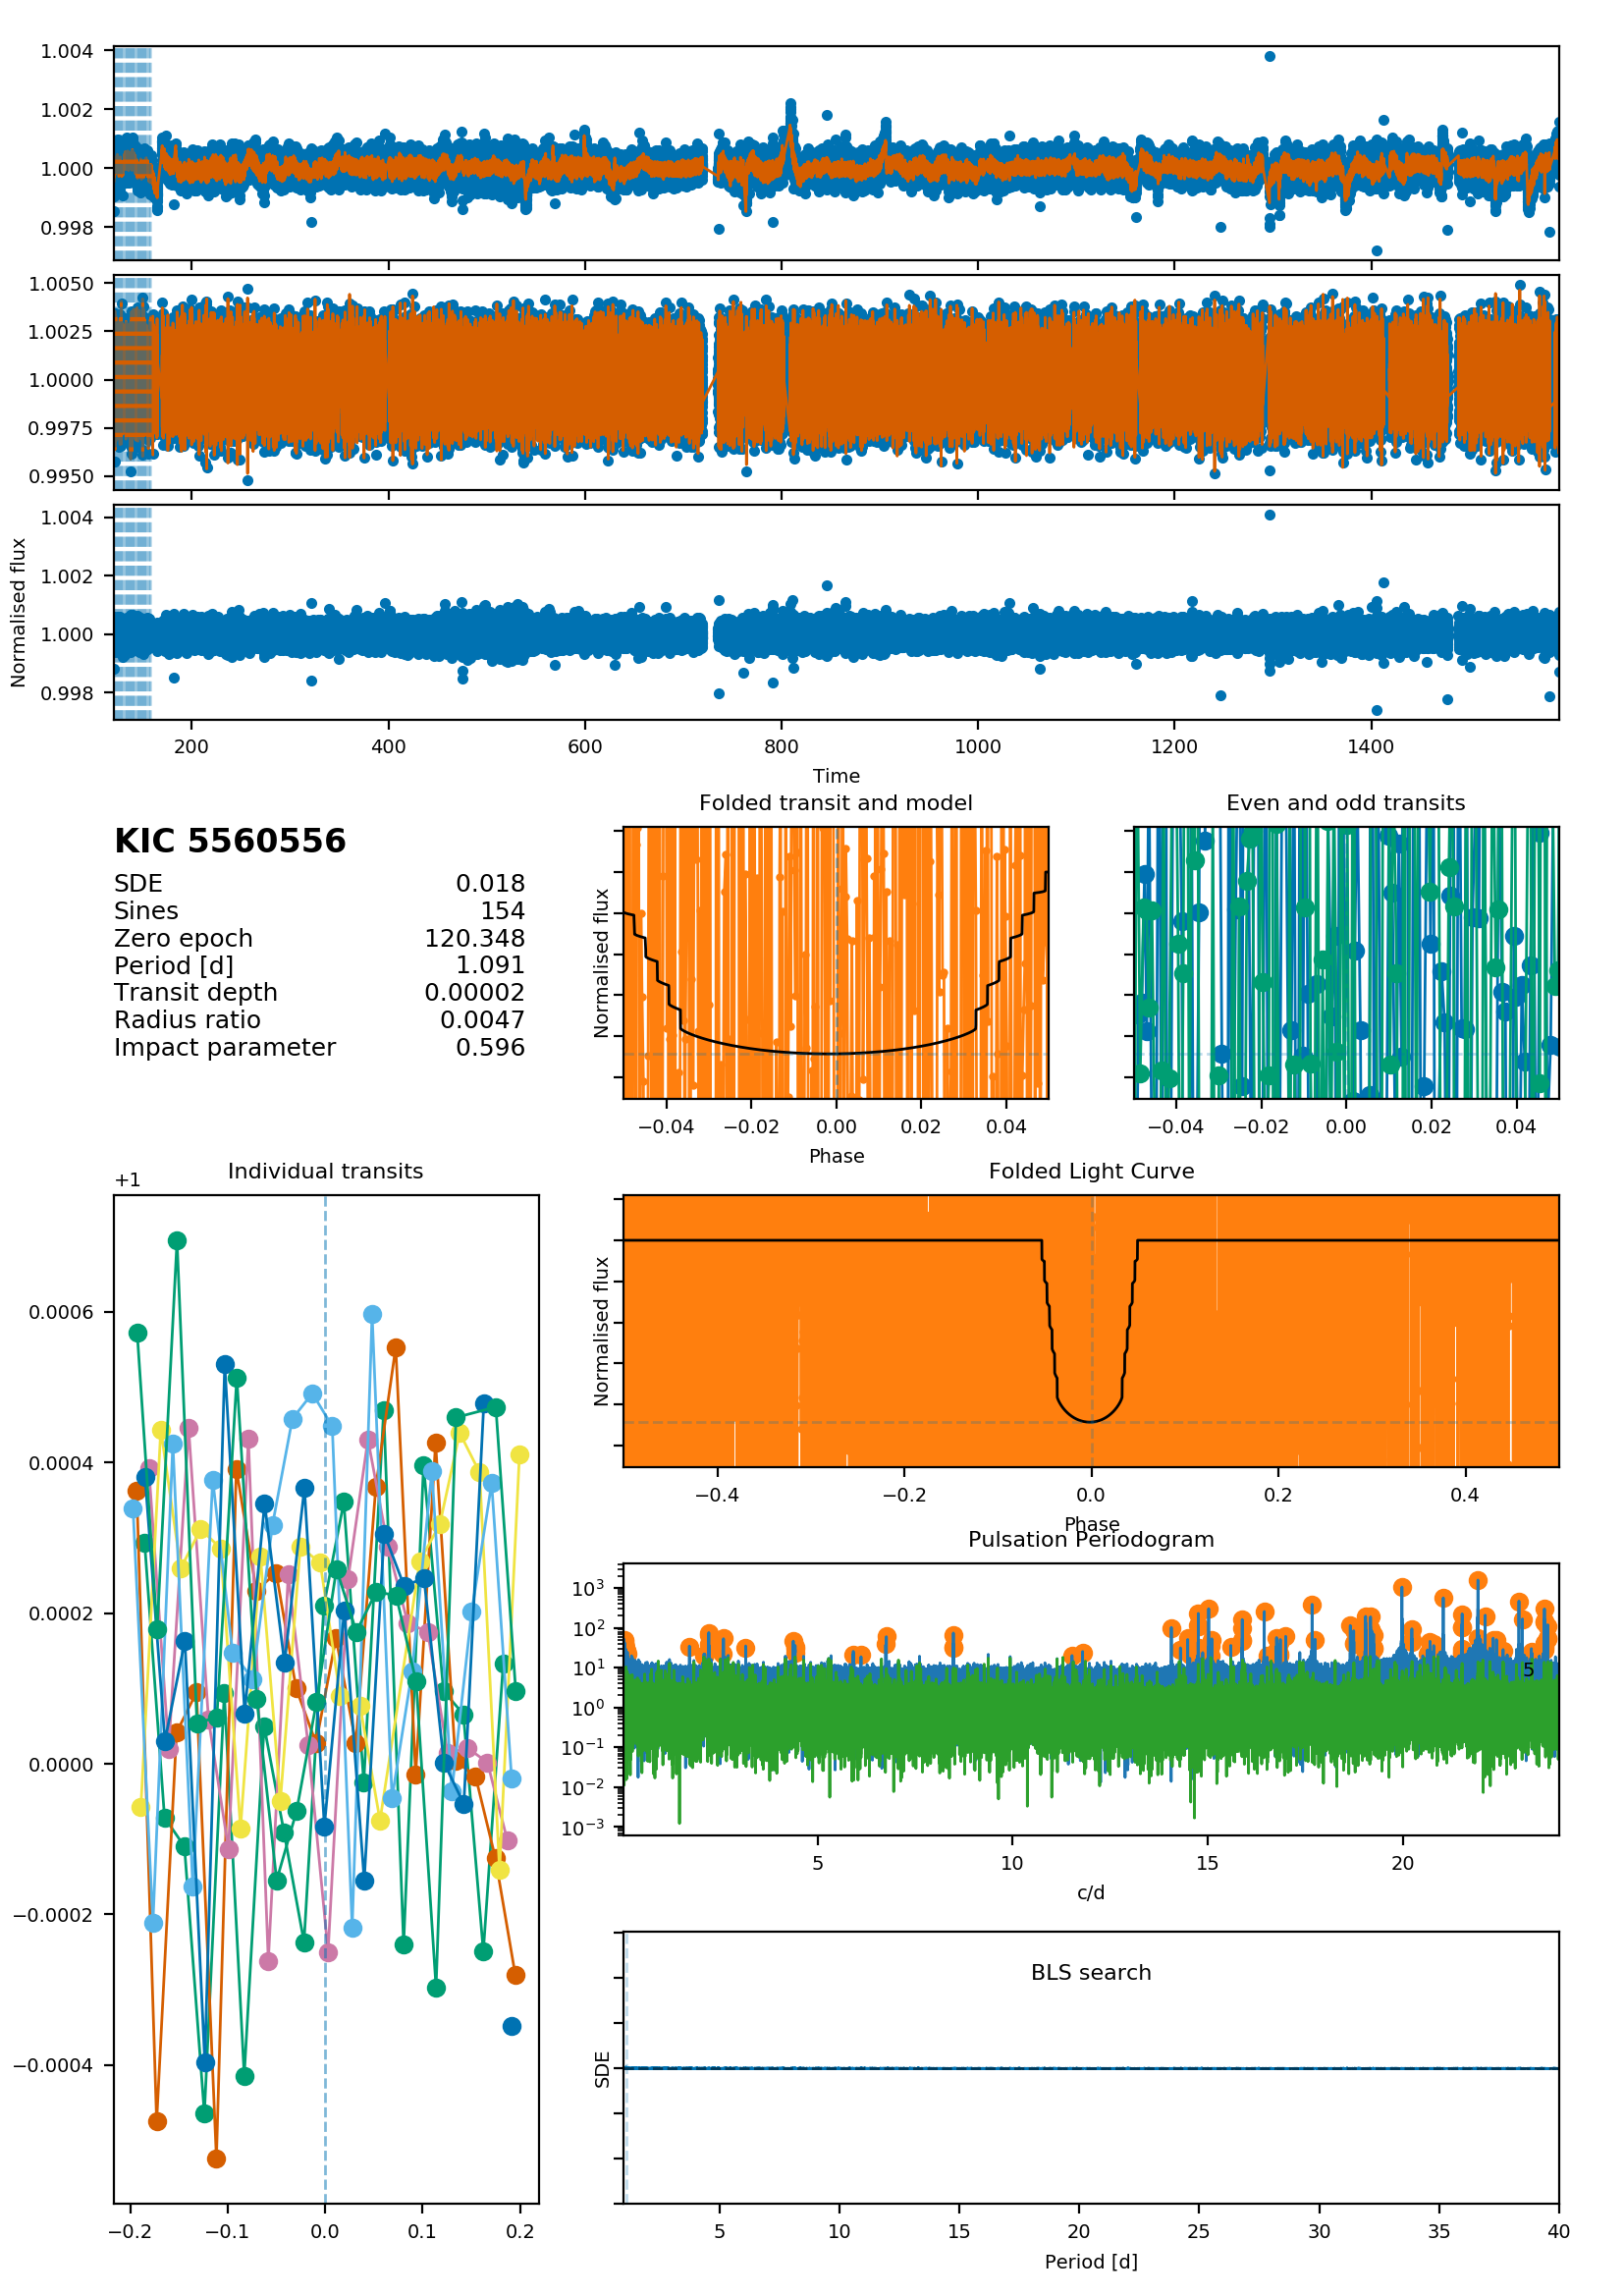 1.004
1.002
1.000
0.998
1.0050
1.0025
1.0000
0.9975
0.9950
1.004
1.002
1.000
0.998
Normalised flux
200 400 600 800 1000 1200 1400
Time
KIC 5560556
SDE 0.018
Sines 154
Zero epoch 120.348
Period [d] 1.091
Transit depth 0.00002
Radius ratio 0.0047
Impact parameter 0.596
Folded transit and model
Normalised flux
−0.04 −0.02 0.00 0.02 0.04
Phase
Even and odd transits
−0.04 −0.02 0.00 0.02 0.04
Individual transits
+1
0.0006
0.0004
0.0002
0.0000
−0.0002
−0.0004
−0.2 −0.1 0.0 0.1 0.2
Folded Light Curve
Normalised flux
−0.4 −0.2 0.0 0.2 0.4
Phase
Pulsation Periodogram
10³
10²
10¹
10⁰
10⁻¹
10⁻²
10⁻³
5
5 10 15 20
c/d
BLS search
SDE
5 10 15 20 25 30 35 40
Period [d]